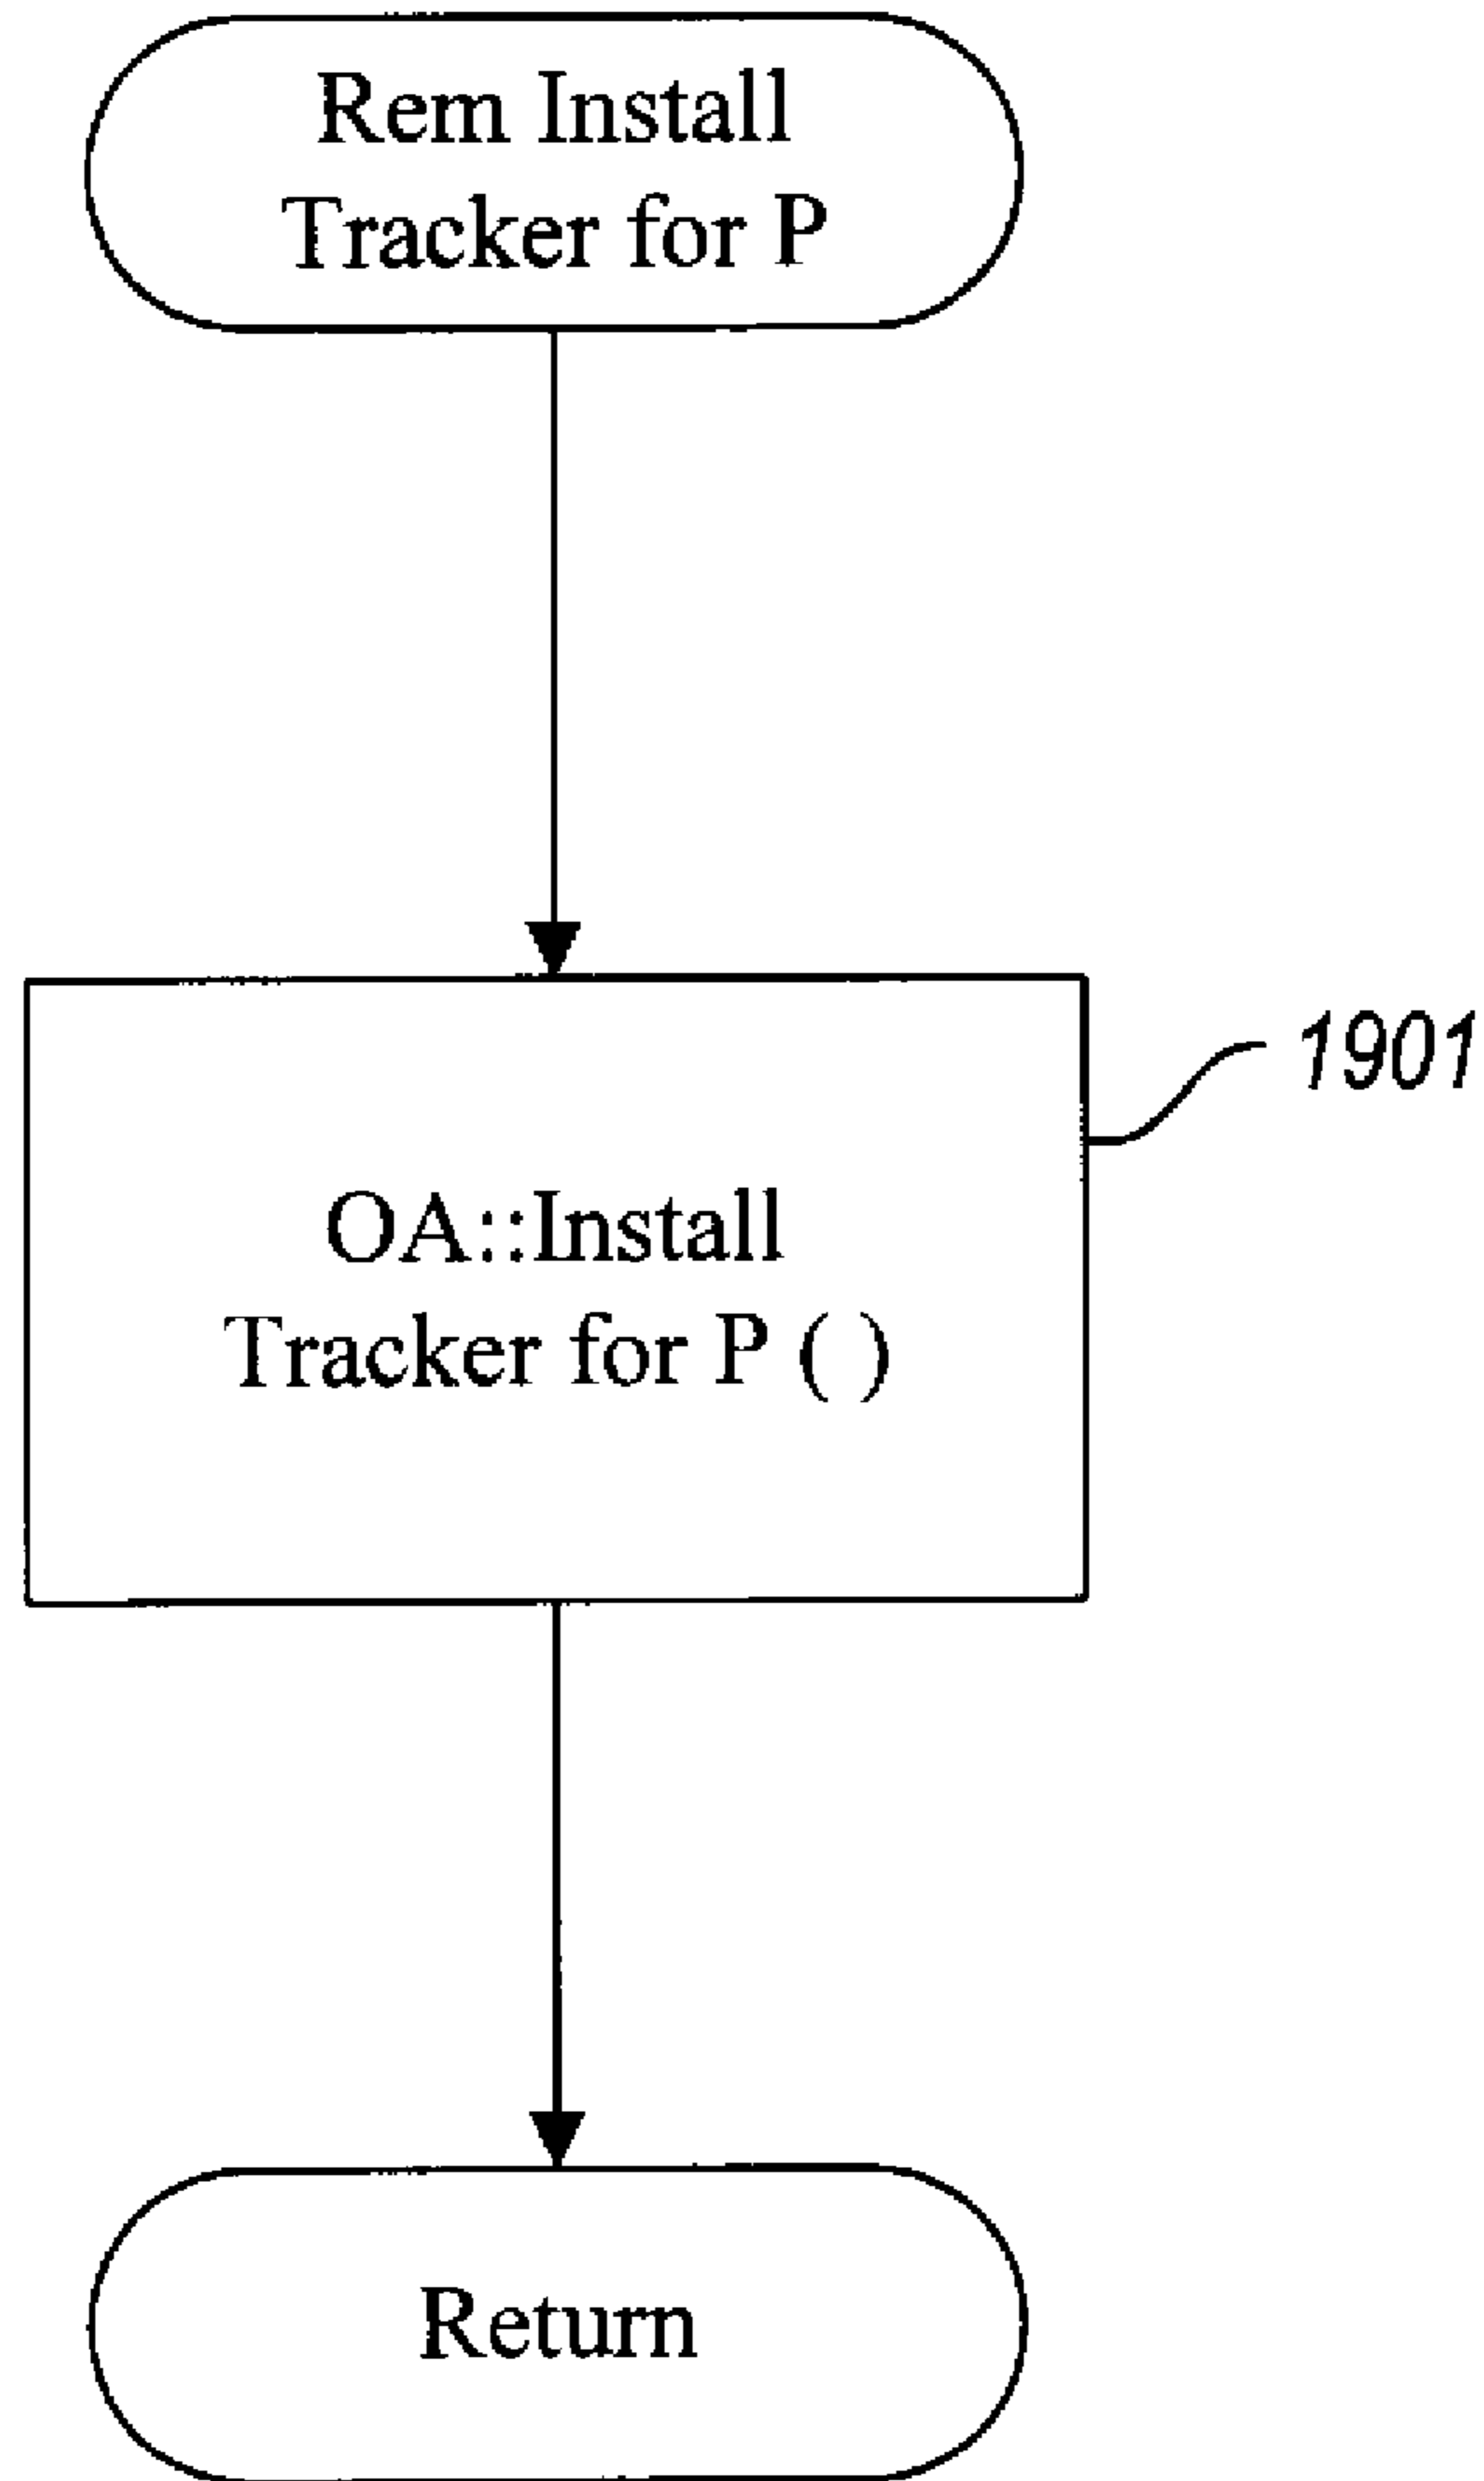 Rem Install
Tracker for P
1901
OA::Install
Tracker for P ( )
Return